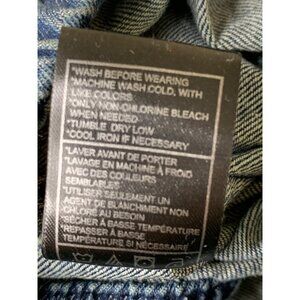 *WASH BEFORE WEARING
*MACHINE WASH COLD, WITH
LIKE COLORS
*ONLY NON-CHLORINE BLEACH
WHEN NEEDED
*TUMBLE DRY LOW
*COOL IRON IF NECESSARY
*LAVER AVANT DE PORTER
*LAVAGE EN MACHINE À FROID
AVEC DES COULEURS
SEMBLABLES
*UTILISER SEULEMENT UN
AGENT DE BLANCHIMENT NON
CHLORÉ AU BESOIN
*SÉCHER À BASSE TEMPÉRATURE
*REPASSER À BASSE
TEMPÉRATURE SI NÉCESSAIRE